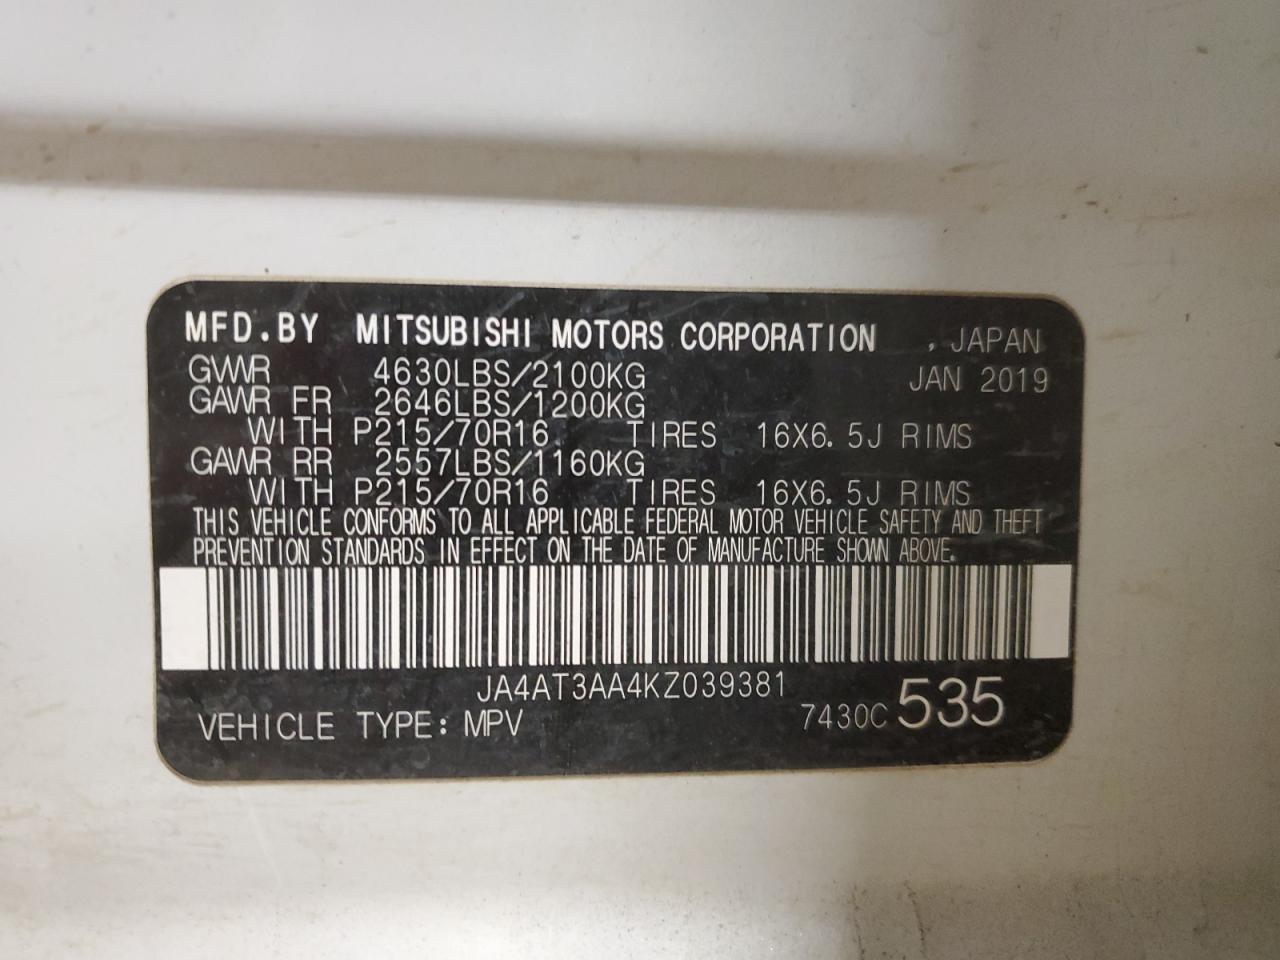 MFD.BY MITSUBISHI MOTORS CORPORATION , JAPAN
GVWR 4630LBS/2100KG JAN 2019
GAWR FR 2646LBS/1200KG
WITH P215/70R16 TIRES 16X6.5J RIMS
GAWR RR 2557LBS/1160KG
WITH P215/70R16 TIRES 16X6.5J RIMS
THIS VEHICLE CONFORMS TO ALL APPLICABLE FEDERAL MOTOR VEHICLE SAFETY AND THEFT
PREVENTION STANDARDS IN EFFECT ON THE DATE OF MANUFACTURE SHOWN ABOVE.
JA4AT3AA4KZ039381
VEHICLE TYPE: MPV 7430C 535